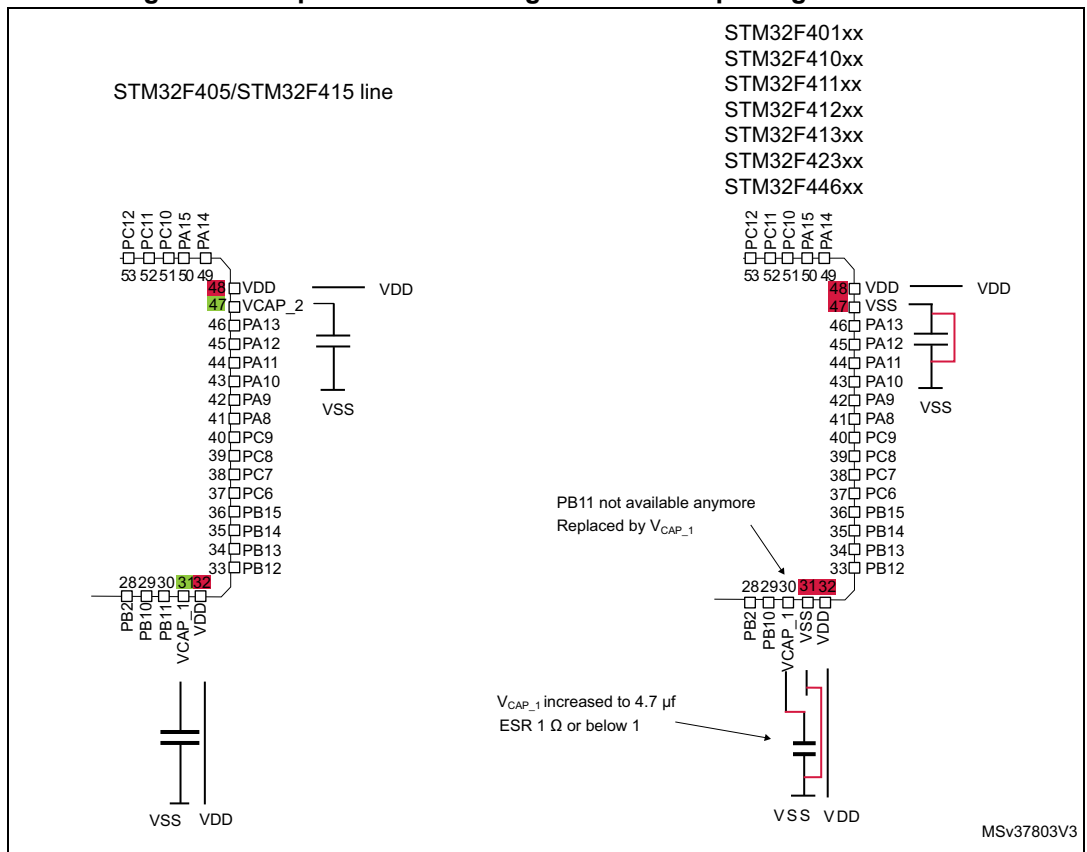 STM32F405/STM32F415 line
PC12
PC11
PC10
PA15
PA14
53 52 51 50 49
48 VDD
VDD
47 VCAP_2
46 PA13
45 PA12
44 PA11
43 PA10
42 PA9
41 PA8
40 PC9
39 PC8
38 PC7
37 PC6
36 PB15
35 PB14
34 PB13
33 PB12
VSS
28 29 30 31 32
PB2
PB10
PB11
VCAP_1
VDD
VSS VDD
STM32F401xx
STM32F410xx
STM32F411xx
STM32F412xx
STM32F413xx
STM32F423xx
STM32F446xx
PC12
PC11
PC10
PA15
PA14
53 52 51 50 49
48 VDD
VDD
47 VSS
46 PA13
45 PA12
44 PA11
43 PA10
42 PA9
41 PA8
40 PC9
39 PC8
38 PC7
37 PC6
36 PB15
35 PB14
34 PB13
33 PB12
VSS
PB11 not available anymore
Replaced by VCAP_1
28 29 30 31 32
PB2
PB10
VCAP_1
VSS
VDD
VCAP_1 increased to 4.7 µf
ESR 1 Ω or below 1
VSS VDD
MSv37803V3